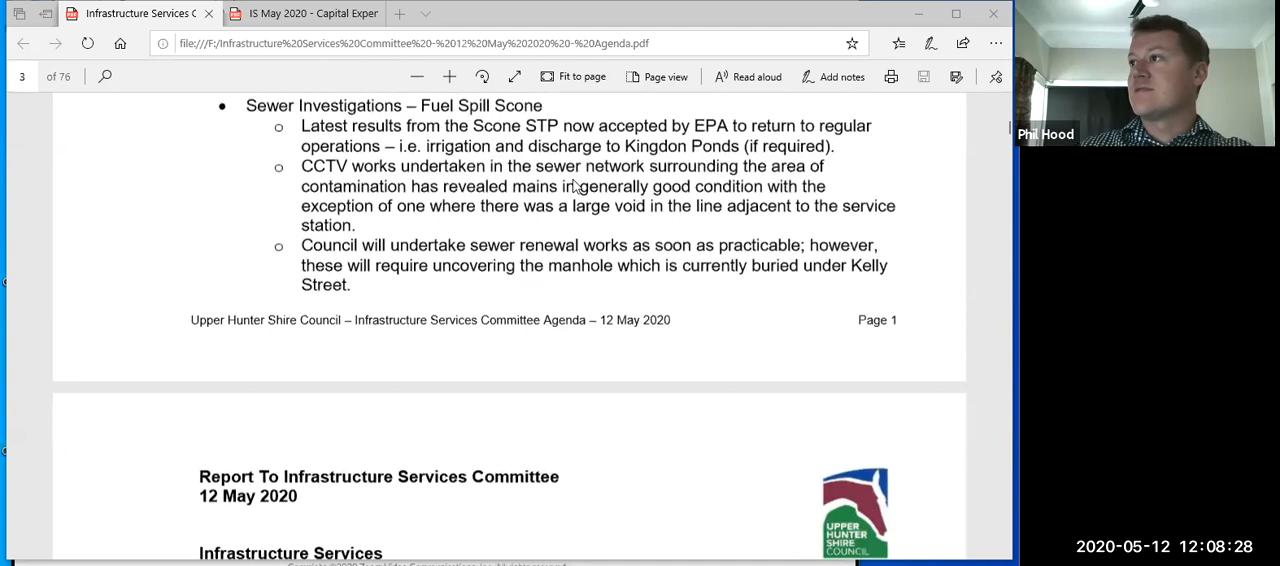 Infrastructure Services C
IS May 2020 - Capital Exper
file:///F:/Infrastructure%20Services%20Committee%20-%2012%20May%202020%20-%20Agenda.pdf
3 of 76
Fit to page
Page view
Read aloud
Add notes
Phil Hood
• Sewer Investigations – Fuel Spill Scone
o Latest results from the Scone STP now accepted by EPA to return to regular
operations – i.e. irrigation and discharge to Kingdon Ponds (if required).
o CCTV works undertaken in the sewer network surrounding the area of
contamination has revealed mains in generally good condition with the
exception of one where there was a large void in the line adjacent to the service
station.
o Council will undertake sewer renewal works as soon as practicable; however,
these will require uncovering the manhole which is currently buried under Kelly
Street.
Upper Hunter Shire Council – Infrastructure Services Committee Agenda – 12 May 2020 Page 1
Report To Infrastructure Services Committee
12 May 2020
UPPER
HUNTER
SHIRE
COUNCIL
Infrastructure Services
2020-05-12 12:08:28